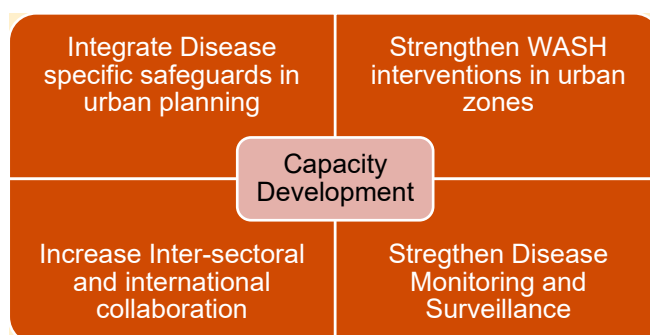 Integrate Disease
specific safeguards in
urban planning
Strengthen WASH
interventions in urban
zones
Capacity
Development
Increase Inter-sectoral
and international
collaboration
Stregthen Disease
Monitoring and
Surveillance